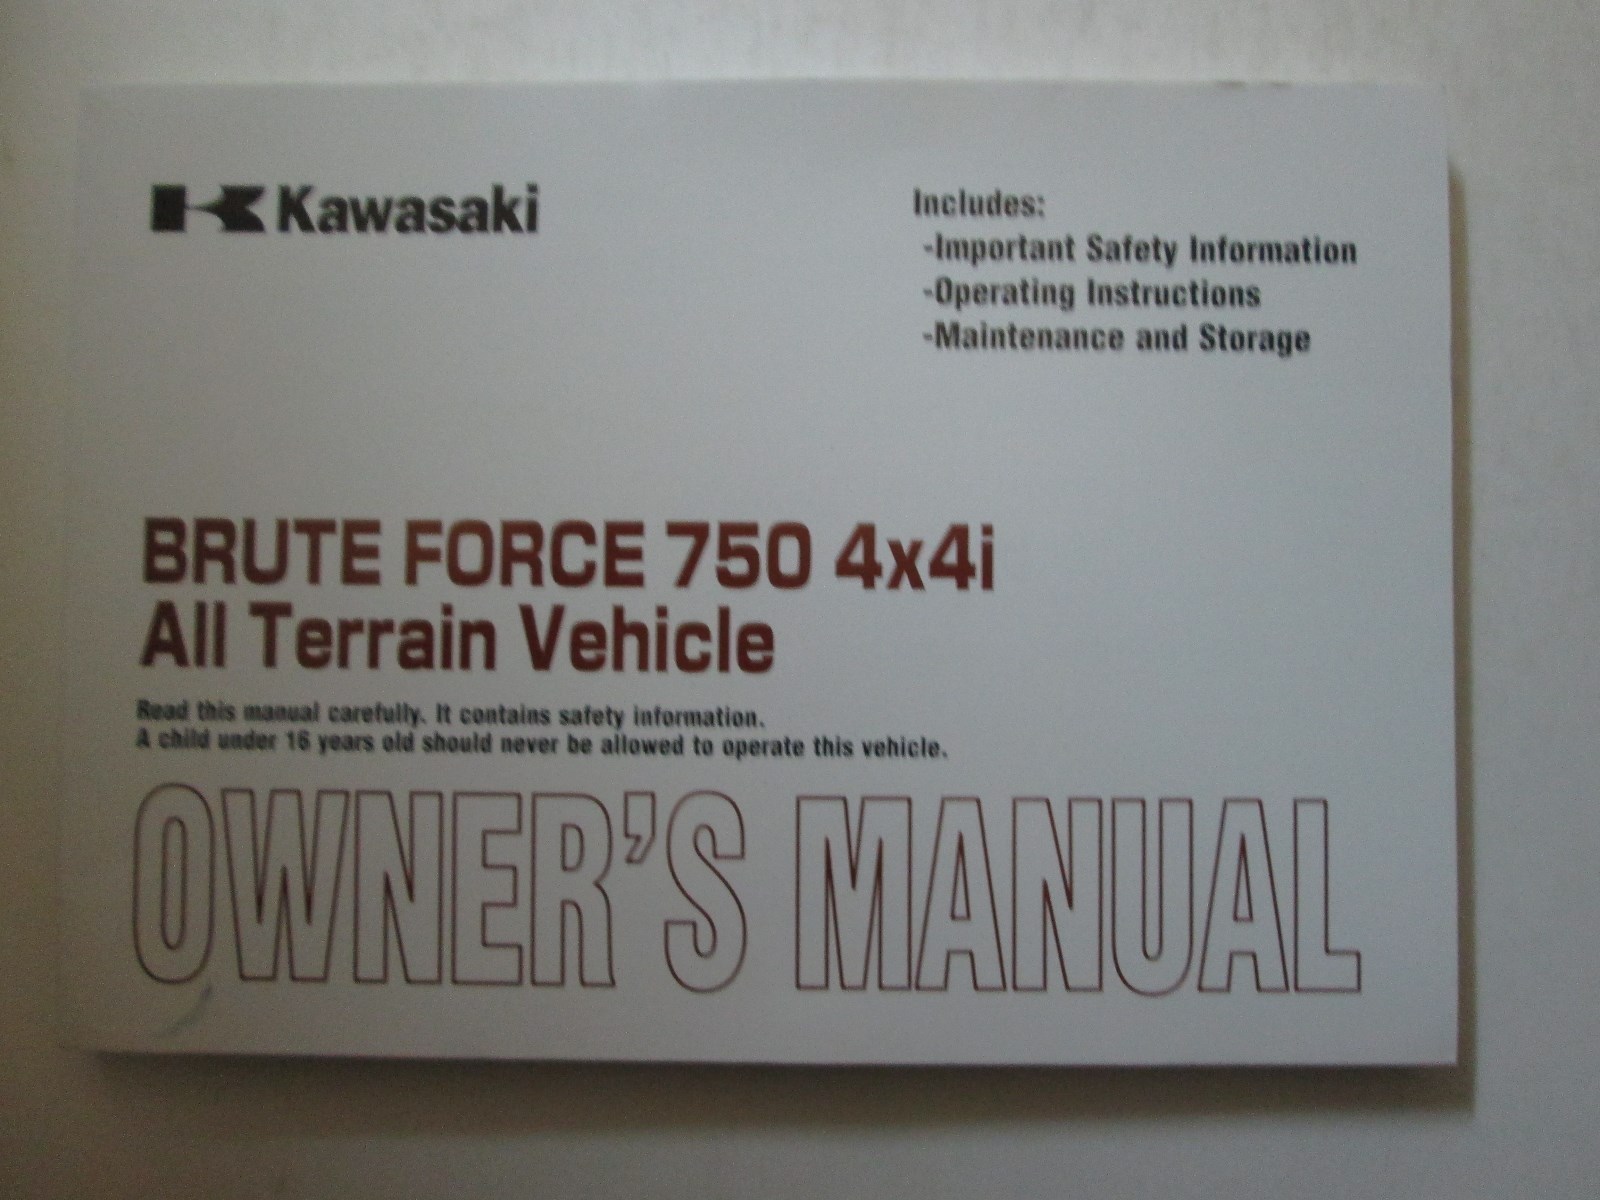 Kawasaki
Includes:
-Important Safety Information
-Operating Instructions
-Maintenance and Storage
BRUTE FORCE 750 4x4i
All Terrain Vehicle
Read this manual carefully. It contains safety information.
A child under 16 years old should never be allowed to operate this vehicle.
OWNER'S MANUAL